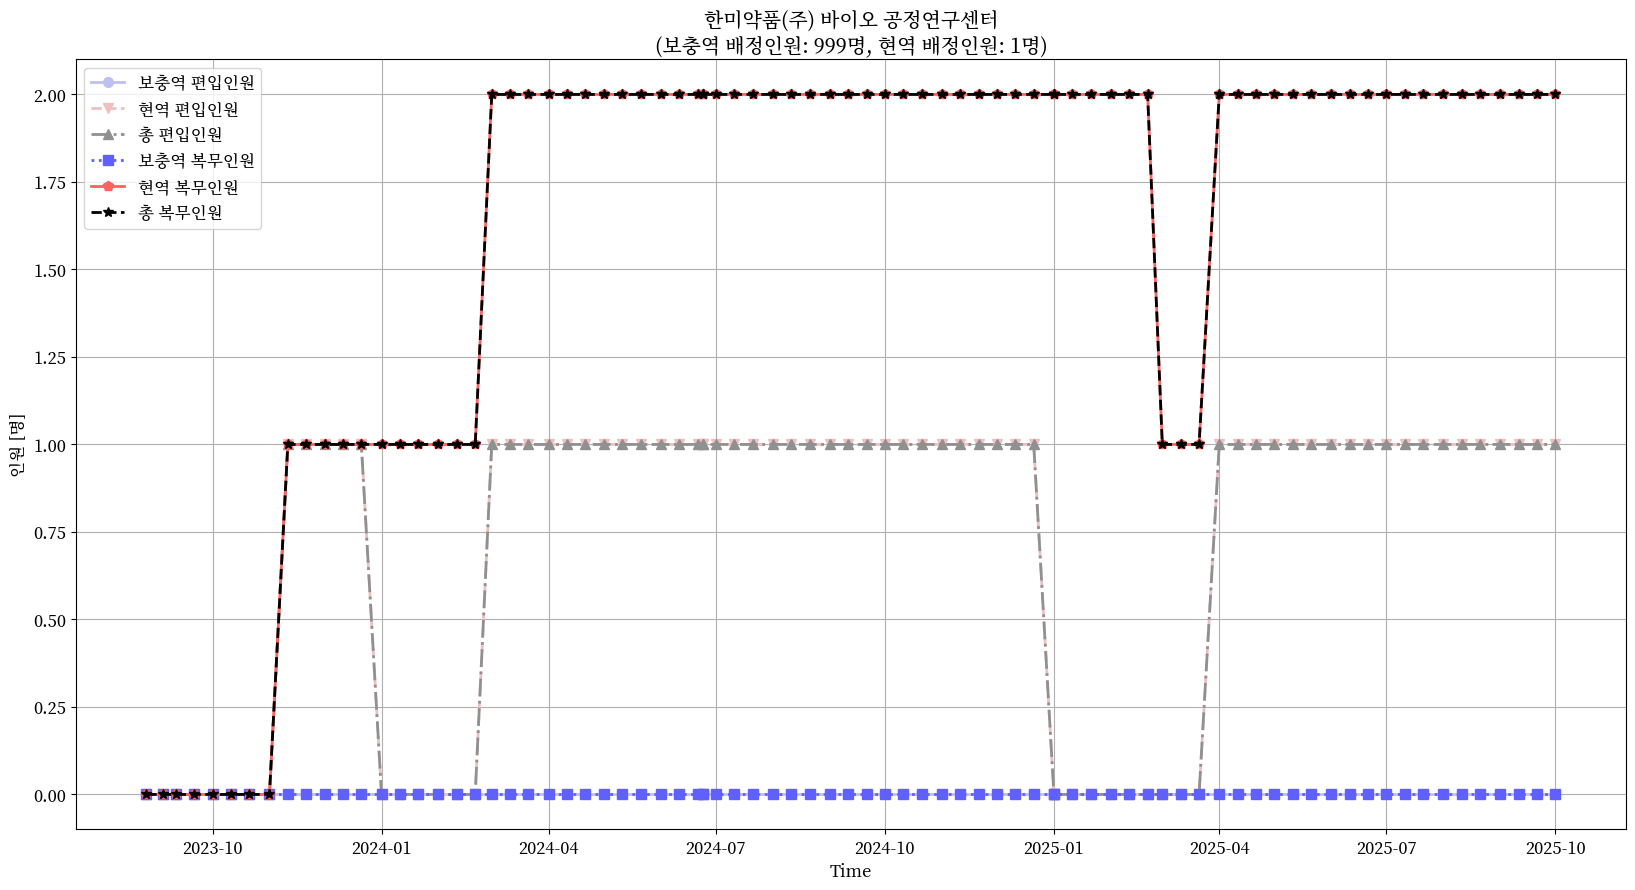 한미약품(주) 바이오 공정연구센터
(보충역 배정인원: 999명, 현역 배정인원: 1명)
보충역 편입인원
현역 편입인원
총 편입인원
보충역 복무인원
현역 복무인원
총 복무인원
2.00
1.75
1.50
1.25
1.00
0.75
0.50
0.25
0.00
인원 [명]
2023-10
2024-01
2024-04
2024-07
2024-10
2025-01
2025-04
2025-07
2025-10
Time